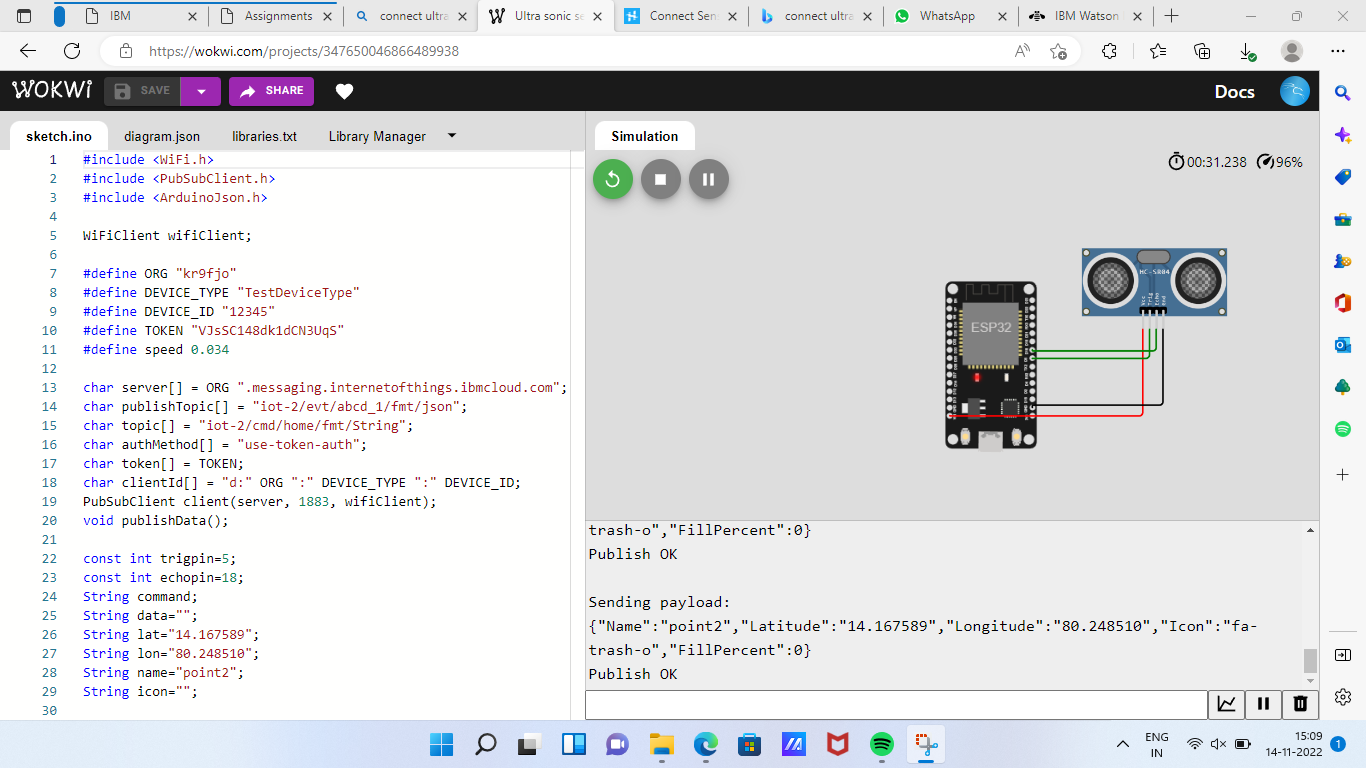 IBM
Assignments
connect ultra
Ultra sonic se
Connect Sen
connect ultra
WhatsApp
IBM Watson
https://wokwi.com/projects/347650046866489938
WOKWI
SAVE
SHARE
Docs
sketch.ino
diagram.json
libraries.txt
Library Manager
Simulation
1 #include <WiFi.h>
2 #include <PubSubClient.h>
3 #include <ArduinoJson.h>
4
5 WiFiClient wifiClient;
6
7 #define ORG "kr9fjo"
8 #define DEVICE_TYPE "TestDeviceType"
9 #define DEVICE_ID "12345"
10 #define TOKEN "VJsSC148dk1dCN3UqS"
11 #define speed 0.034
12
13 char server[] = ORG ".messaging.internetofthings.ibmcloud.com";
14 char publishTopic[] = "iot-2/evt/abcd_1/fmt/json";
15 char topic[] = "iot-2/cmd/home/fmt/String";
16 char authMethod[] = "use-token-auth";
17 char token[] = TOKEN;
18 char clientId[] = "d:" ORG ":" DEVICE_TYPE ":" DEVICE_ID;
19 PubSubClient client(server, 1883, wifiClient);
20 void publishData();
21
22 const int trigpin=5;
23 const int echopin=18;
24 String command;
25 String data="";
26 String lat="14.167589";
27 String lon="80.248510";
28 String name="point2";
29 String icon="";
30
00:31.238
96%
HC-SR04
Vcc
Trig
Echo
Gnd
ESP32
trash-o","FillPercent":0}
Publish OK
Sending payload:
{"Name":"point2","Latitude":"14.167589","Longitude":"80.248510","Icon":"fa-
trash-o","FillPercent":0}
Publish OK
ENG
IN
15:09
14-11-2022
1